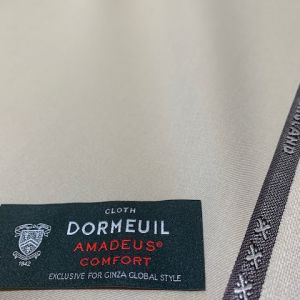 CLOTH
DORMEUIL
AMADEUS®
COMFORT
EXCLUSIVE FOR GINZA GLOBAL STYLE
1842